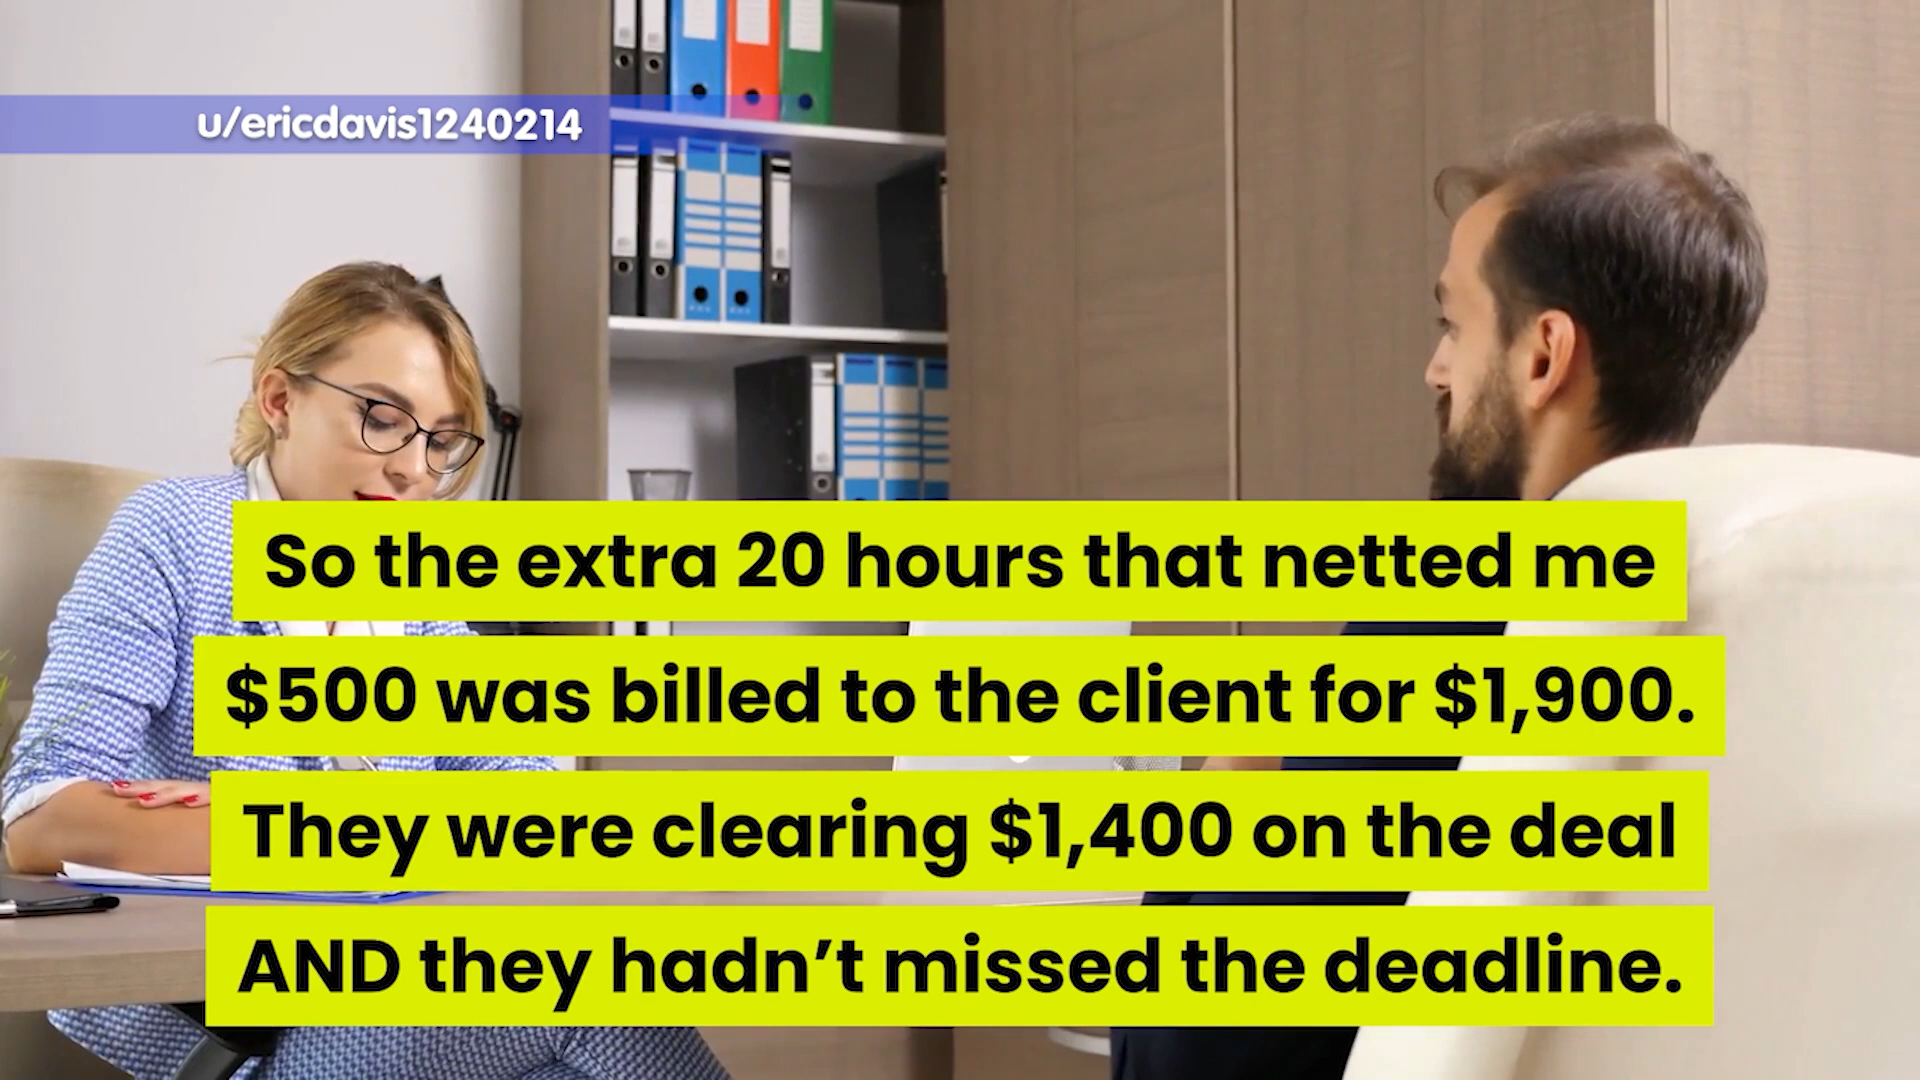 u/ericdavis1240214
So the extra 20 hours that netted me
$500 was billed to the client for $1,900.
They were clearing $1,400 on the deal
AND they hadn’t missed the deadline.